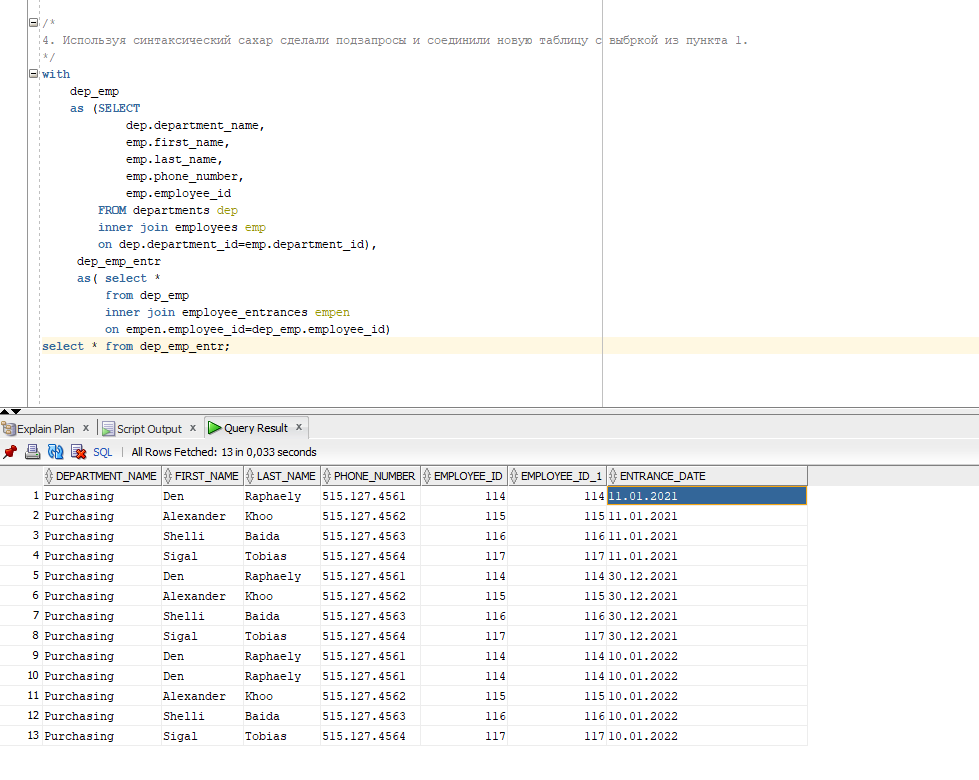 /*
4. Используя синтаксический сахар сделали подзапросы и соединили новую таблицу с выбркой из пункта 1.
*/
with
dep_emp
as (SELECT
dep.department_name,
emp.first_name,
emp.last_name,
emp.phone_number,
emp.employee_id
FROM departments dep
inner join employees emp
on dep.department_id=emp.department_id),
dep_emp_entr
as( select *
from dep_emp
inner join employee_entrances empen
on empen.employee_id=dep_emp.employee_id)
select * from dep_emp_entr;
Explain Plan x Script Output x Query Result x
SQL | All Rows Fetched: 13 in 0,033 seconds
DEPARTMENT_NAME FIRST_NAME LAST_NAME PHONE_NUMBER EMPLOYEE_ID EMPLOYEE_ID_1 ENTRANCE_DATE
1 Purchasing Den Raphaely 515.127.4561 114 114 11.01.2021
2 Purchasing Alexander Khoo 515.127.4562 115 115 11.01.2021
3 Purchasing Shelli Baida 515.127.4563 116 116 11.01.2021
4 Purchasing Sigal Tobias 515.127.4564 117 117 11.01.2021
5 Purchasing Den Raphaely 515.127.4561 114 114 30.12.2021
6 Purchasing Alexander Khoo 515.127.4562 115 115 30.12.2021
7 Purchasing Shelli Baida 515.127.4563 116 116 30.12.2021
8 Purchasing Sigal Tobias 515.127.4564 117 117 30.12.2021
9 Purchasing Den Raphaely 515.127.4561 114 114 10.01.2022
10 Purchasing Den Raphaely 515.127.4561 114 114 10.01.2022
11 Purchasing Alexander Khoo 515.127.4562 115 115 10.01.2022
12 Purchasing Shelli Baida 515.127.4563 116 116 10.01.2022
13 Purchasing Sigal Tobias 515.127.4564 117 117 10.01.2022